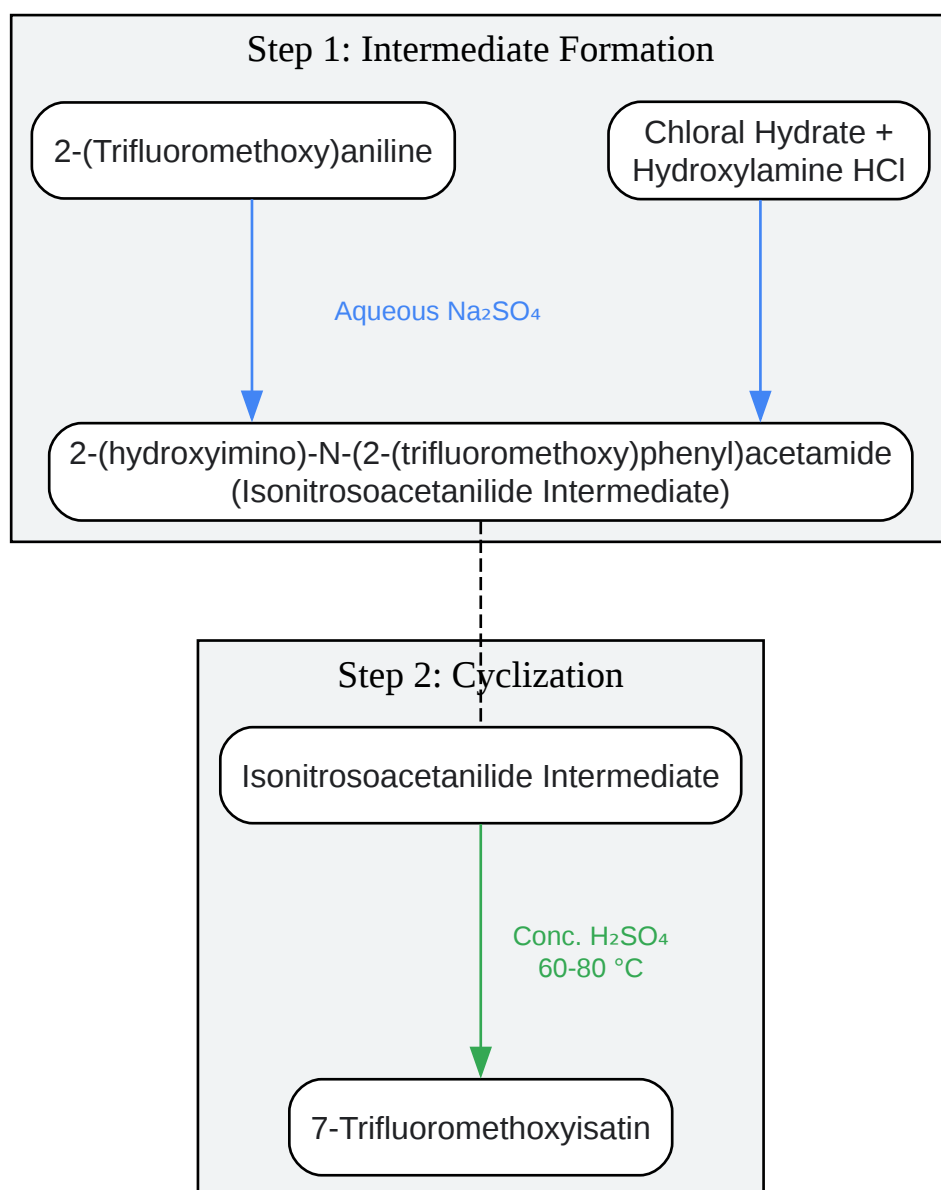 Step 1: Intermediate Formation
2-(Trifluoromethoxy)aniline
Chloral Hydrate +
Hydroxylamine HCl
Aqueous Na₂SO₄
2-(hydroxyimino)-N-(2-(trifluoromethoxy)phenyl)acetamide
(Isonitrosoacetanilide Intermediate)
Step 2: Cyclization
Isonitrosoacetanilide Intermediate
Conc. H₂SO₄
60-80 °C
7-Trifluoromethoxyisatin